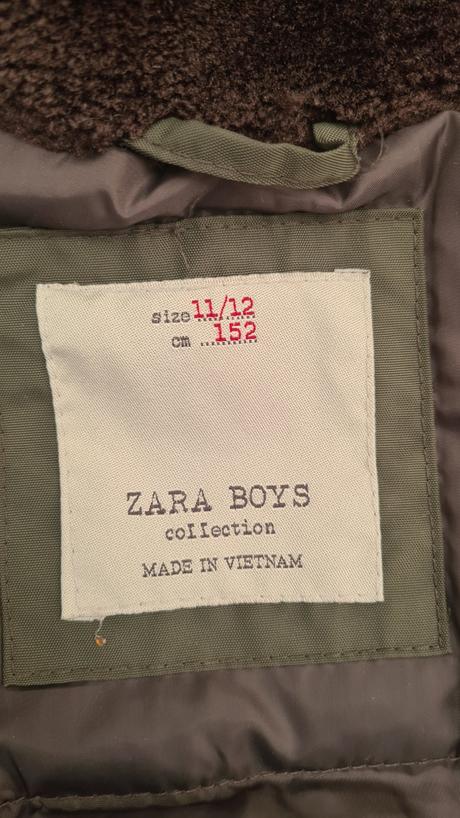 size 11/12
cm 152
ZARA BOYS
collection
MADE IN VIETNAM